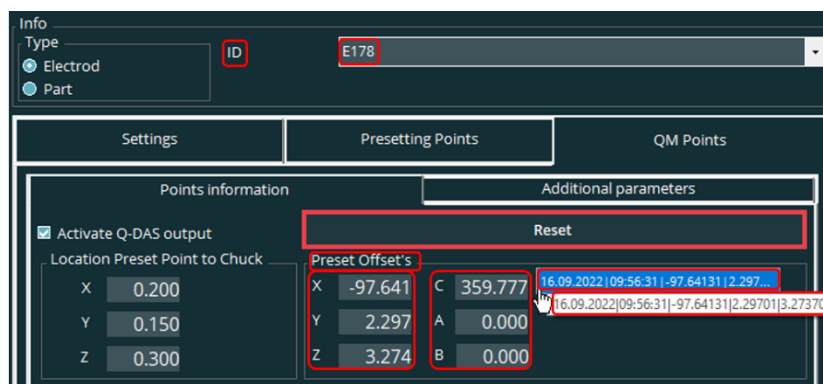 Info
Type
ID
E178
Electrod
Part
Settings
Presetting Points
QM Points
Points information
Additional parameters
Activate Q-DAS output
Reset
Location Preset Point to Chuck
Preset Offset's
X 0.200
Y 0.150
Z 0.300
X -97.641 C 359.777
Y 2.297 A 0.000
Z 3.274 B 0.000
16.09.2022|09:56:31|-97.64131|2.297...
16.09.2022|09:56:31|-97.64131|2.29701|3.27370